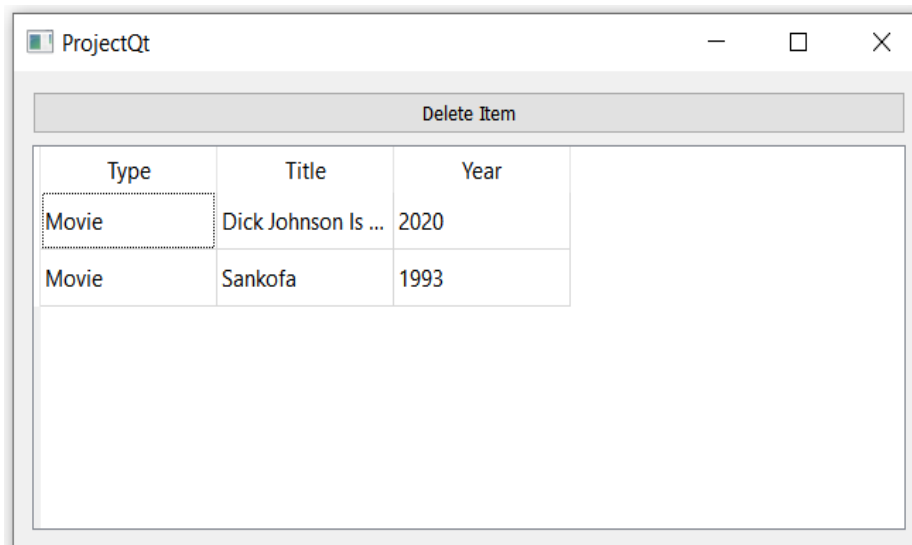 ProjectQt
Delete Item
Type Title Year
Movie Dick Johnson Is ... 2020
Movie Sankofa 1993